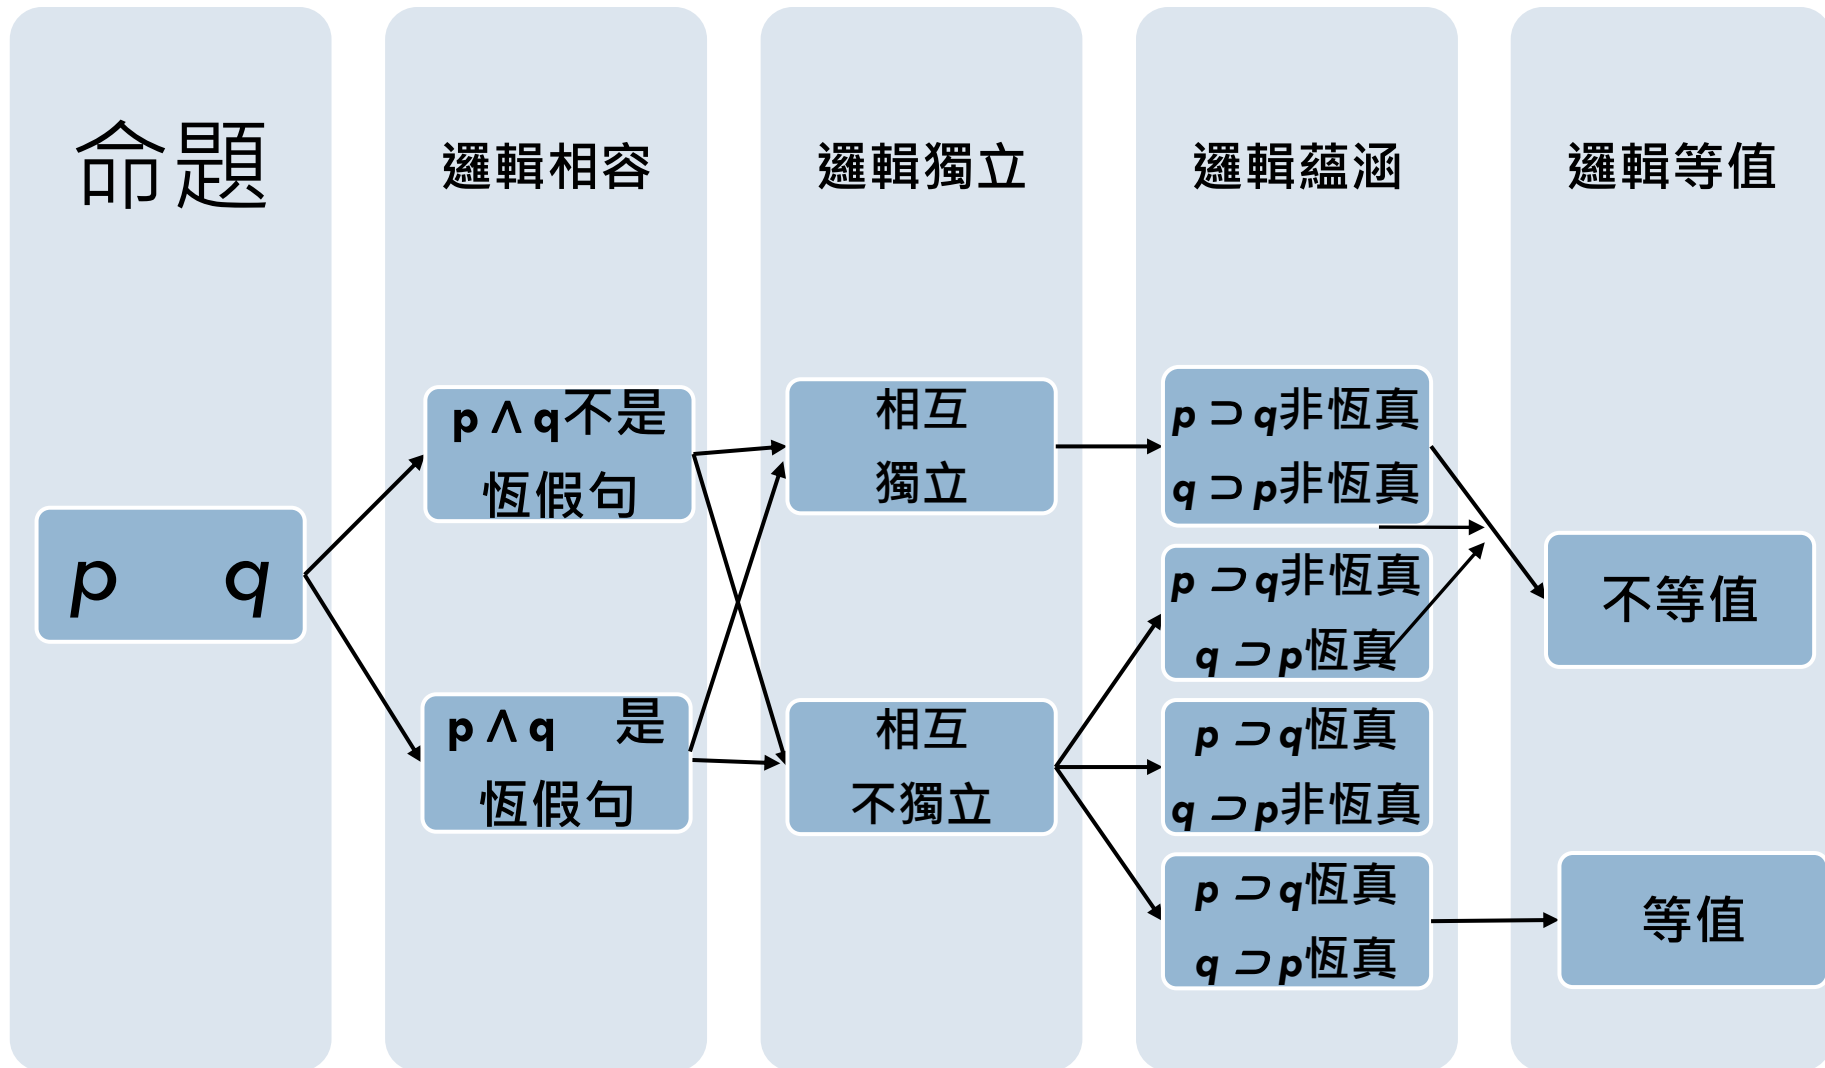 命題
邏輯相容
邏輯獨立
邏輯蘊涵
邏輯等值
p q
p ∧ q不是
恆假句
p ∧ q 是
恆假句
相互
獨立
相互
不獨立
p ⊃ q非恆真
q ⊃ p非恆真
p ⊃ q非恆真
q ⊃ p恆真
p ⊃ q恆真
q ⊃ p非恆真
p ⊃ q恆真
q ⊃ p恆真
不等值
等值